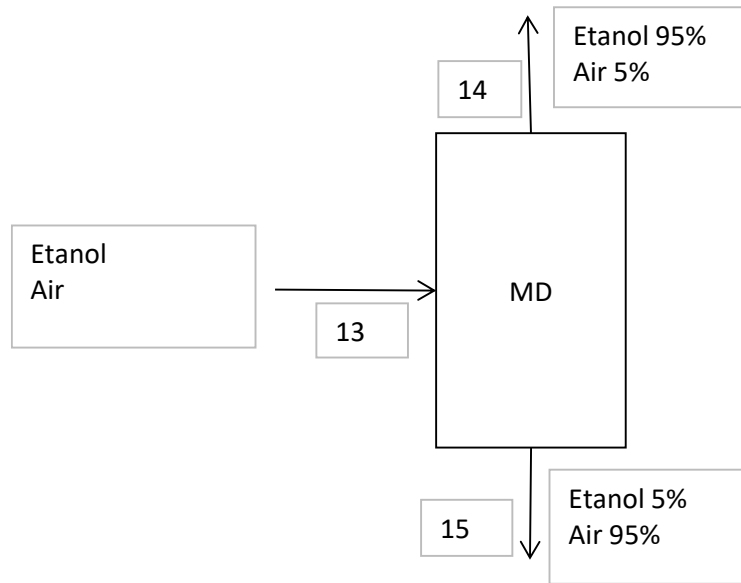 Etanol 95%
Air 5%
14
Etanol
Air
MD
13
Etanol 5%
Air 95%
15